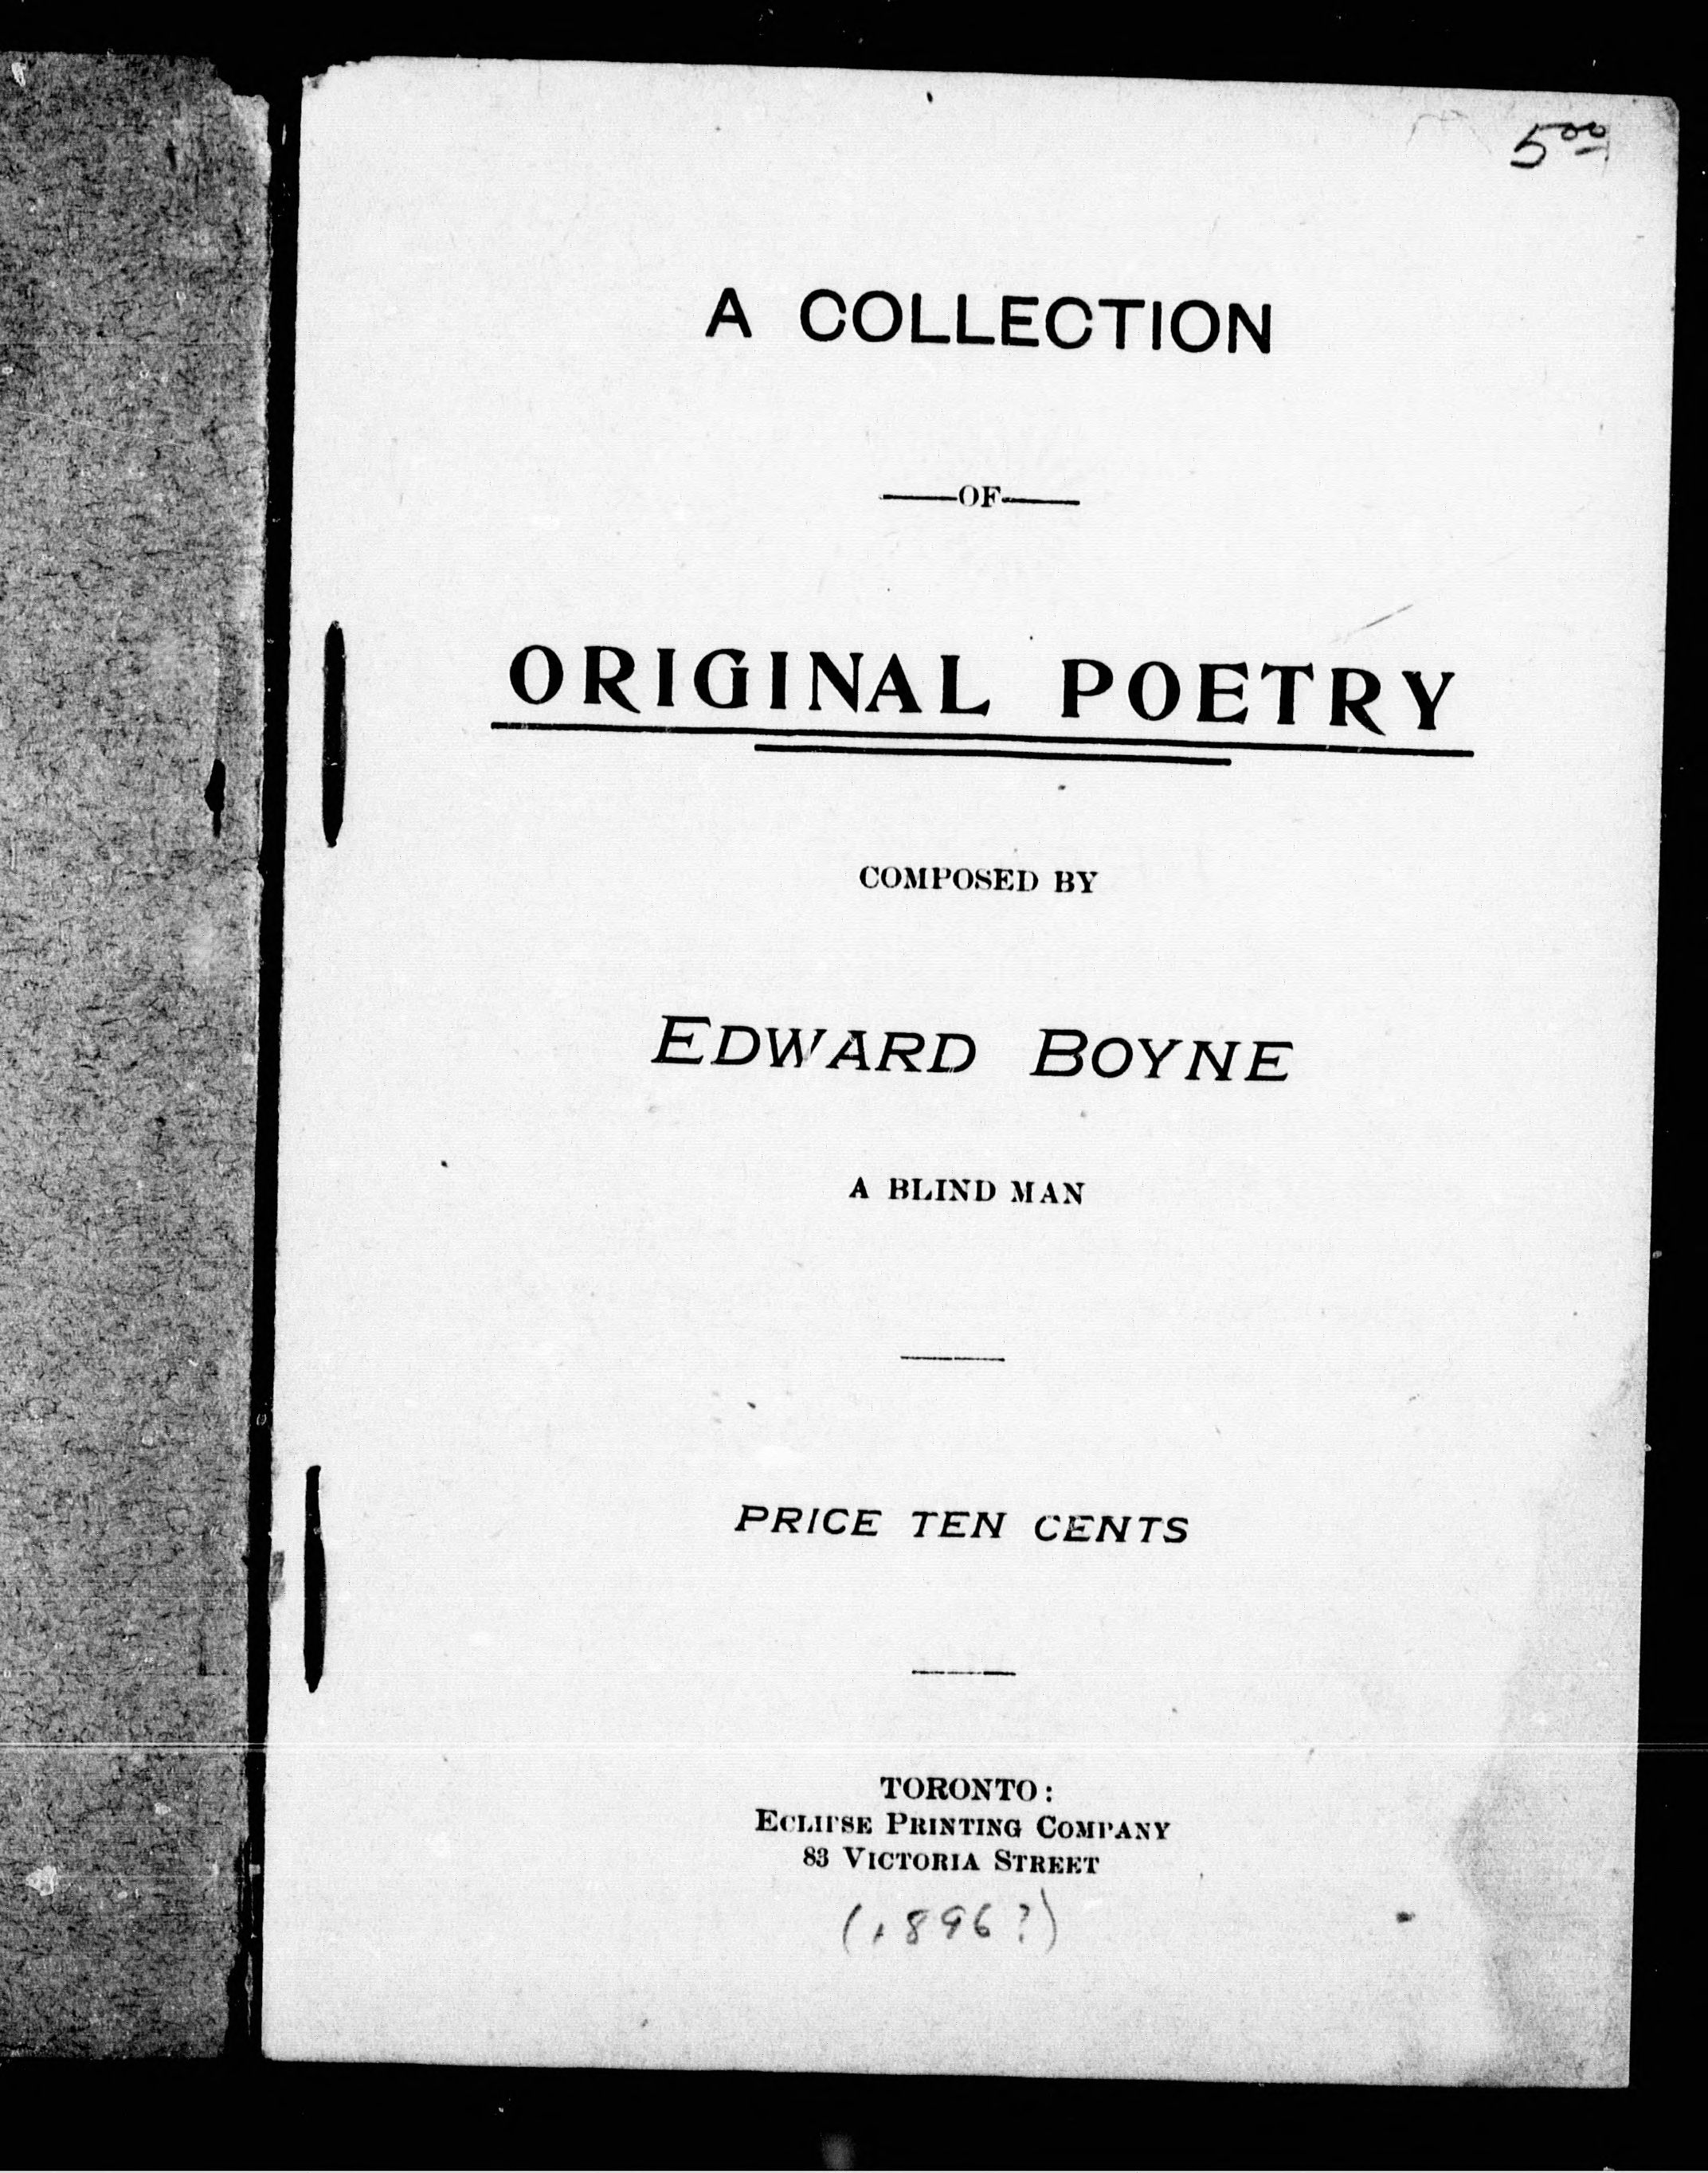 5 00
A COLLECTION
—OF—
ORIGINAL POETRY
COMPOSED BY
EDWARD BOYNE
A BLIND MAN
PRICE TEN CENTS
TORONTO:
ECLIPSE PRINTING COMPANY
83 VICTORIA STREET
(1896?)